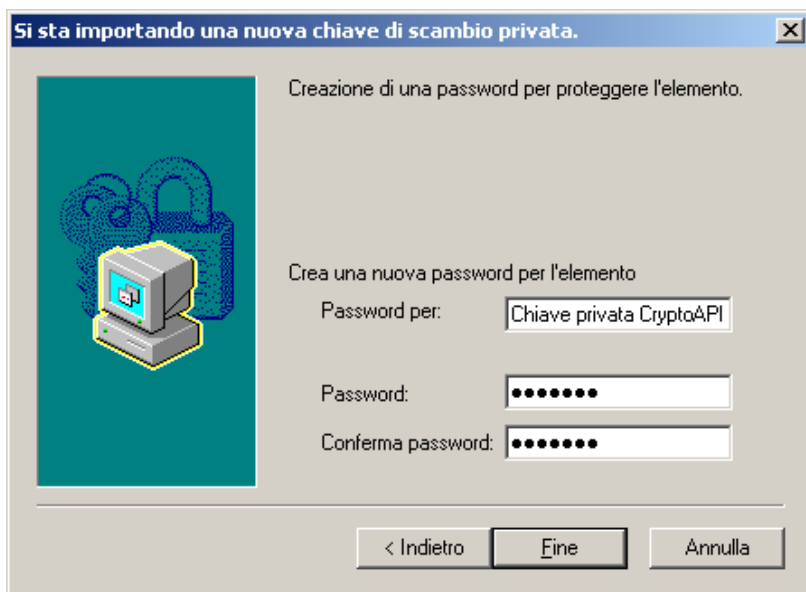 Si sta importando una nuova chiave di scambio privata.
Creazione di una password per proteggere l'elemento.
Crea una nuova password per l'elemento
Password per: Chiave privata CryptoAPI
Password: ●●●●●●●
Conferma password: ●●●●●●●
< Indietro Fine Annulla